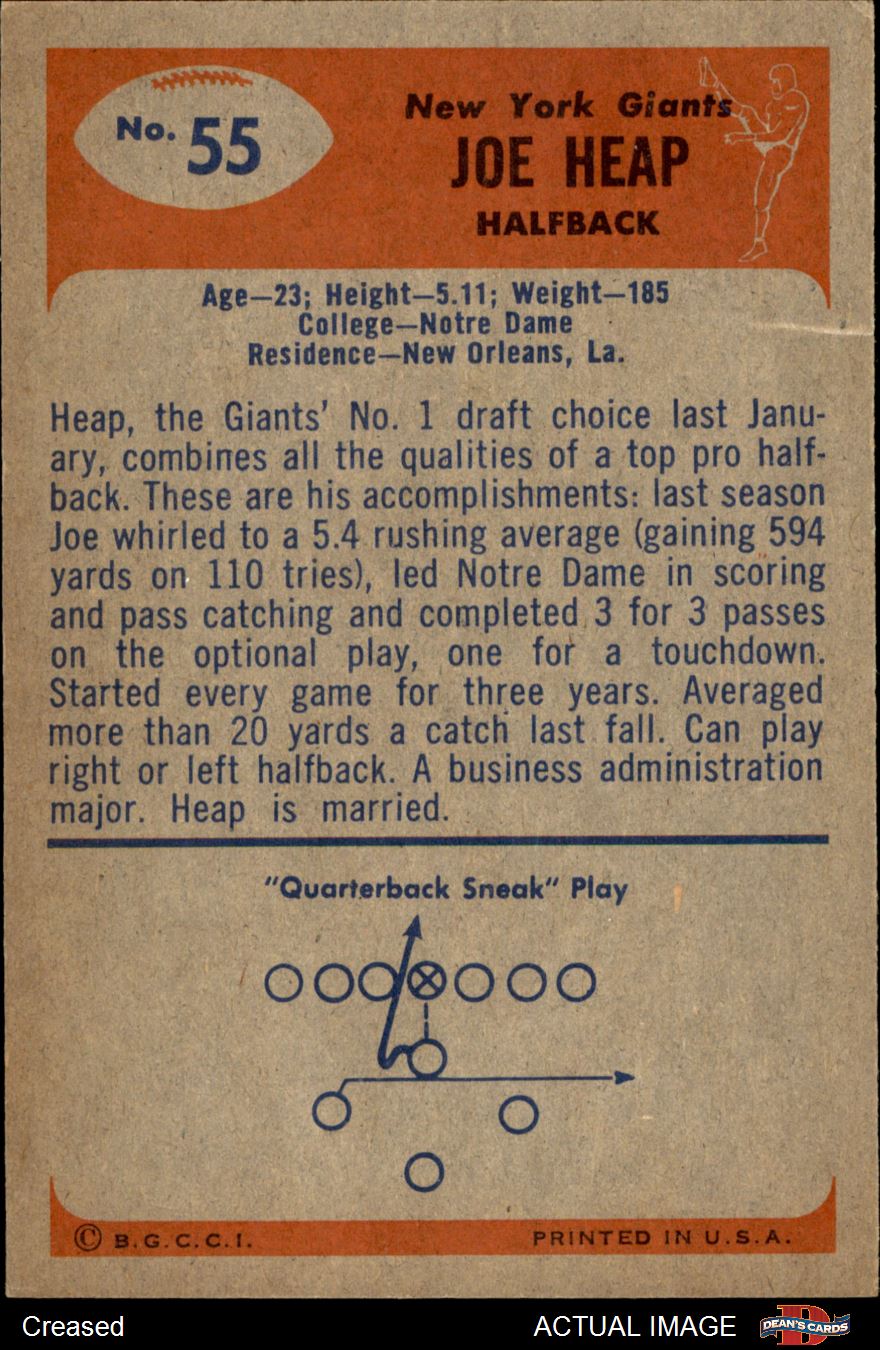 No. 55
New York Giants
JOE HEAP
HALFBACK
Age—23; Height—5.11; Weight—185
College—Notre Dame
Residence—New Orleans, La.
Heap, the Giants' No. 1 draft choice last Janu-
ary, combines all the qualities of a top pro half-
back. These are his accomplishments: last season
Joe whirled to a 5.4 rushing average (gaining 594
yards on 110 tries), led Notre Dame in scoring
and pass catching and completed 3 for 3 passes
on the optional play, one for a touchdown.
Started every game for three years. Averaged
more than 20 yards a catch last fall. Can play
right or left halfback. A business administration
major. Heap is married.
"Quarterback Sneak" Play
© B.G.C.C.I.
PRINTED IN U.S.A.
Creased
ACTUAL IMAGE
DEAN'S CARDS